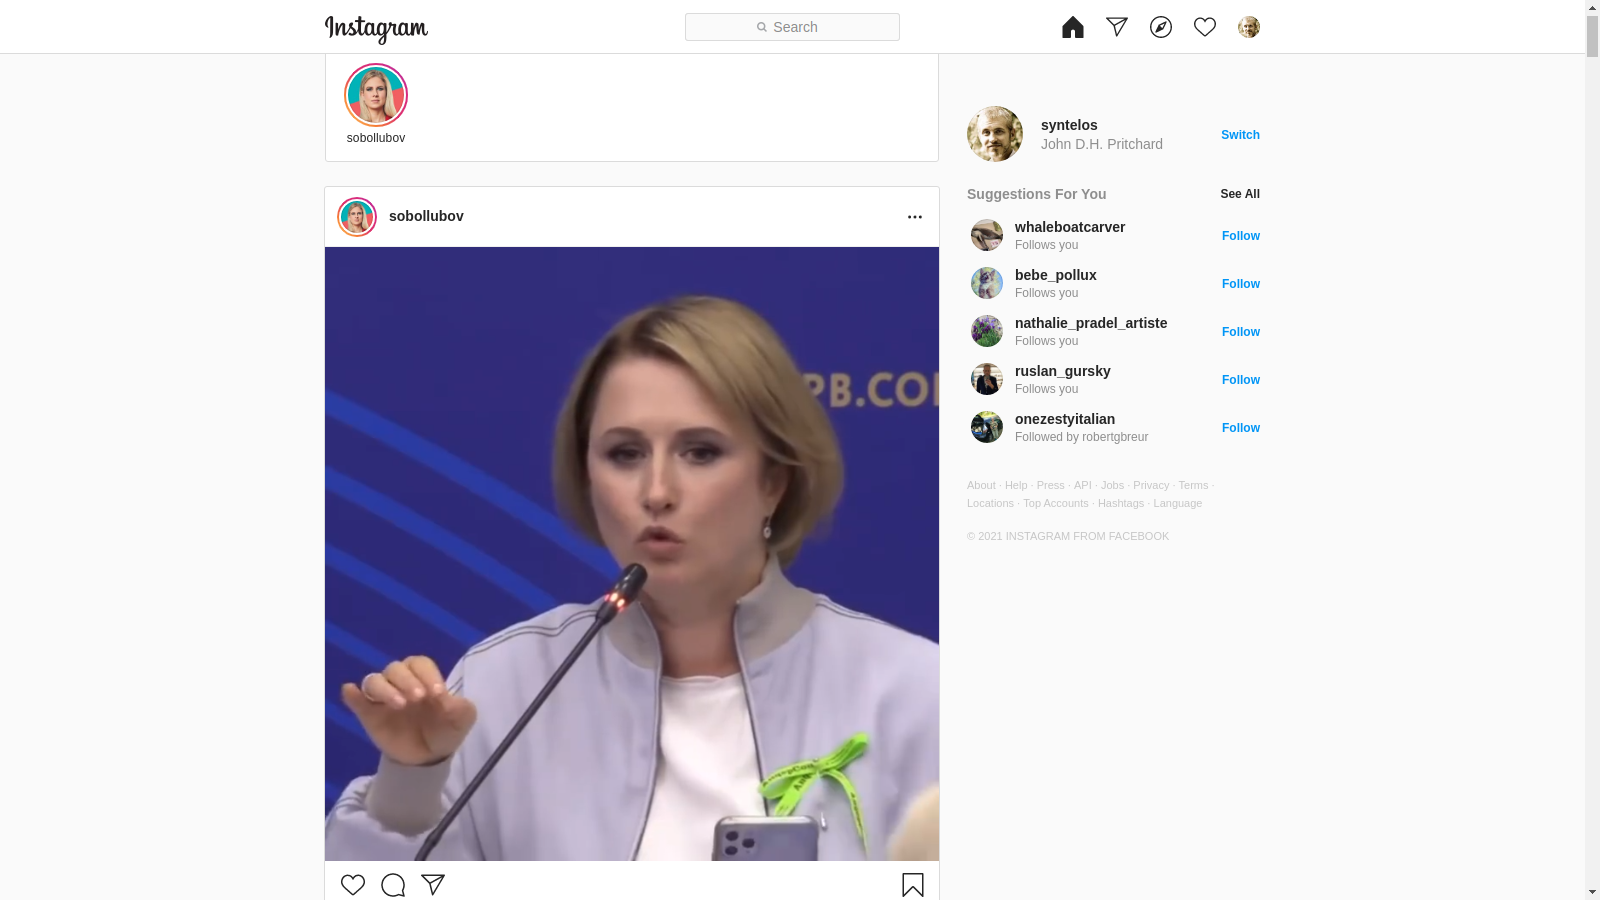 Instagram
Search
sobollubov
syntelos
John D.H. Pritchard
Switch
Suggestions For You
See All
sobollubov
whaleboatcarver
Follows you
Follow
bebe_pollux
Follows you
Follow
nathalie_pradel_artiste
Follows you
Follow
PB.CO
ruslan_gursky
Follows you
Follow
onezestyitalian
Followed by robertgbreur
Follow
About · Help · Press · API · Jobs · Privacy · Terms ·
Locations · Top Accounts · Hashtags · Language
© 2021 INSTAGRAM FROM FACEBOOK